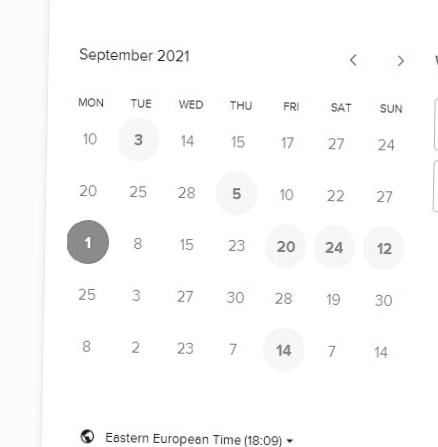 September 2021
MON TUE WED THU FRI SAT SUN
10 3 14 15 17 27 24
20 25 28 5 10 22 27
1 8 15 23 20 24 12
25 3 27 30 28 19 30
8 2 23 7 14 7 14
Eastern European Time (18:09)